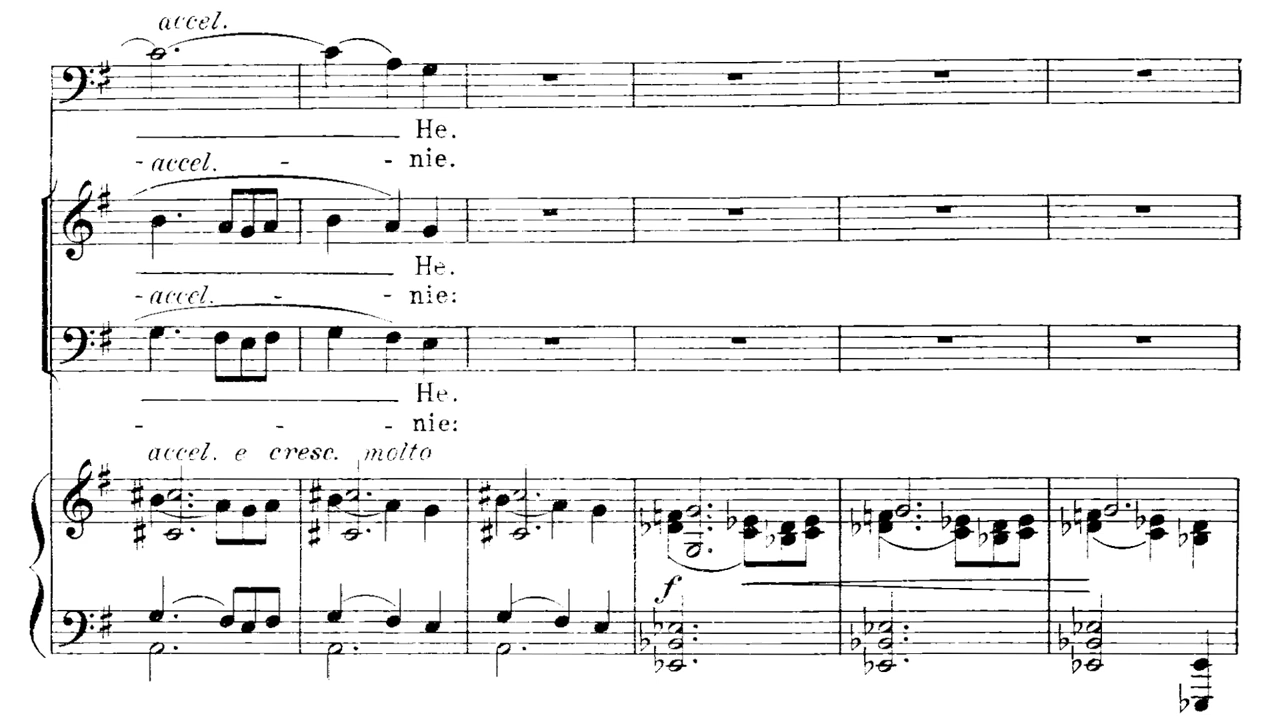 accel.
He.
- accel. - - nie.
He.
- accel. - - nie:
He.
- - - nie:
accel. e cresc. molto
f